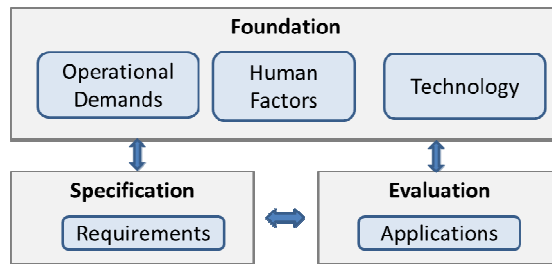 Foundation
Operational
Demands
Human
Factors
Technology
Specification
Requirements
Evaluation
Applications